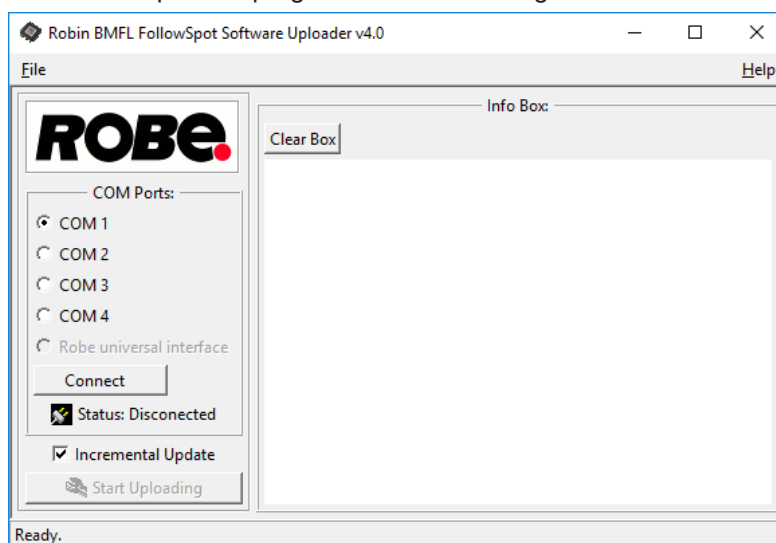 Robin BMFL FollowSpot Software Uploader v4.0
File
Help
ROBE
COM Ports:
COM 1
COM 2
COM 3
COM 4
Robe universal interface
Connect
Status: Disconected
Incremental Update
Start Uploading
Info Box:
Clear Box
Ready.